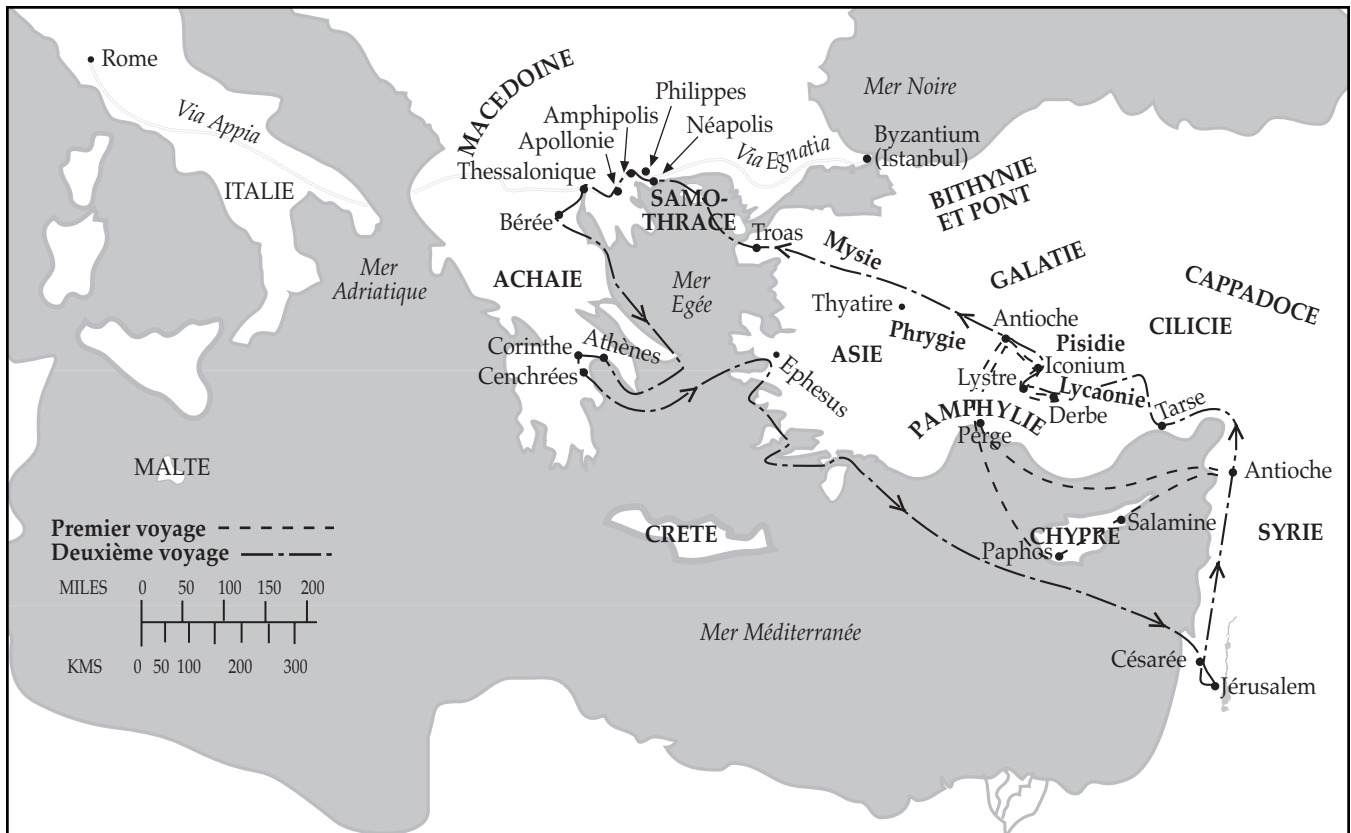 Rome
Via Appia
ITALIE
MACEDOINE
Philippes
Amphipolis
Néapolis
Apollonie
Thessalonique
Via Egnatia
Mer Noire
Byzantium
(Istanbul)
BITHYNIE
ET PONT
SAMO-
THRACE
Bérée
Troas
Mysie
GALATIE
CAPPADOCE
Mer
Adriatique
ACHAIE
Mer
Egée
Thyatire
Phrygie
Antioche
Pisidie
CILICIE
ASIE
Iconium
Corinthe
Athènes
Cenchrées
Ephesus
Lystre
Lycaonie
Derbe
Tarse
PAMPHYLIE
Perge
MALTE
Antioche
Premier voyage
Deuxième voyage
CRETE
CHYPRE
Salamine
Paphos
SYRIE
MILES 0 50 100 150 200
KMS 0 50 100 200 300
Mer Méditerranée
Césarée
Jérusalem